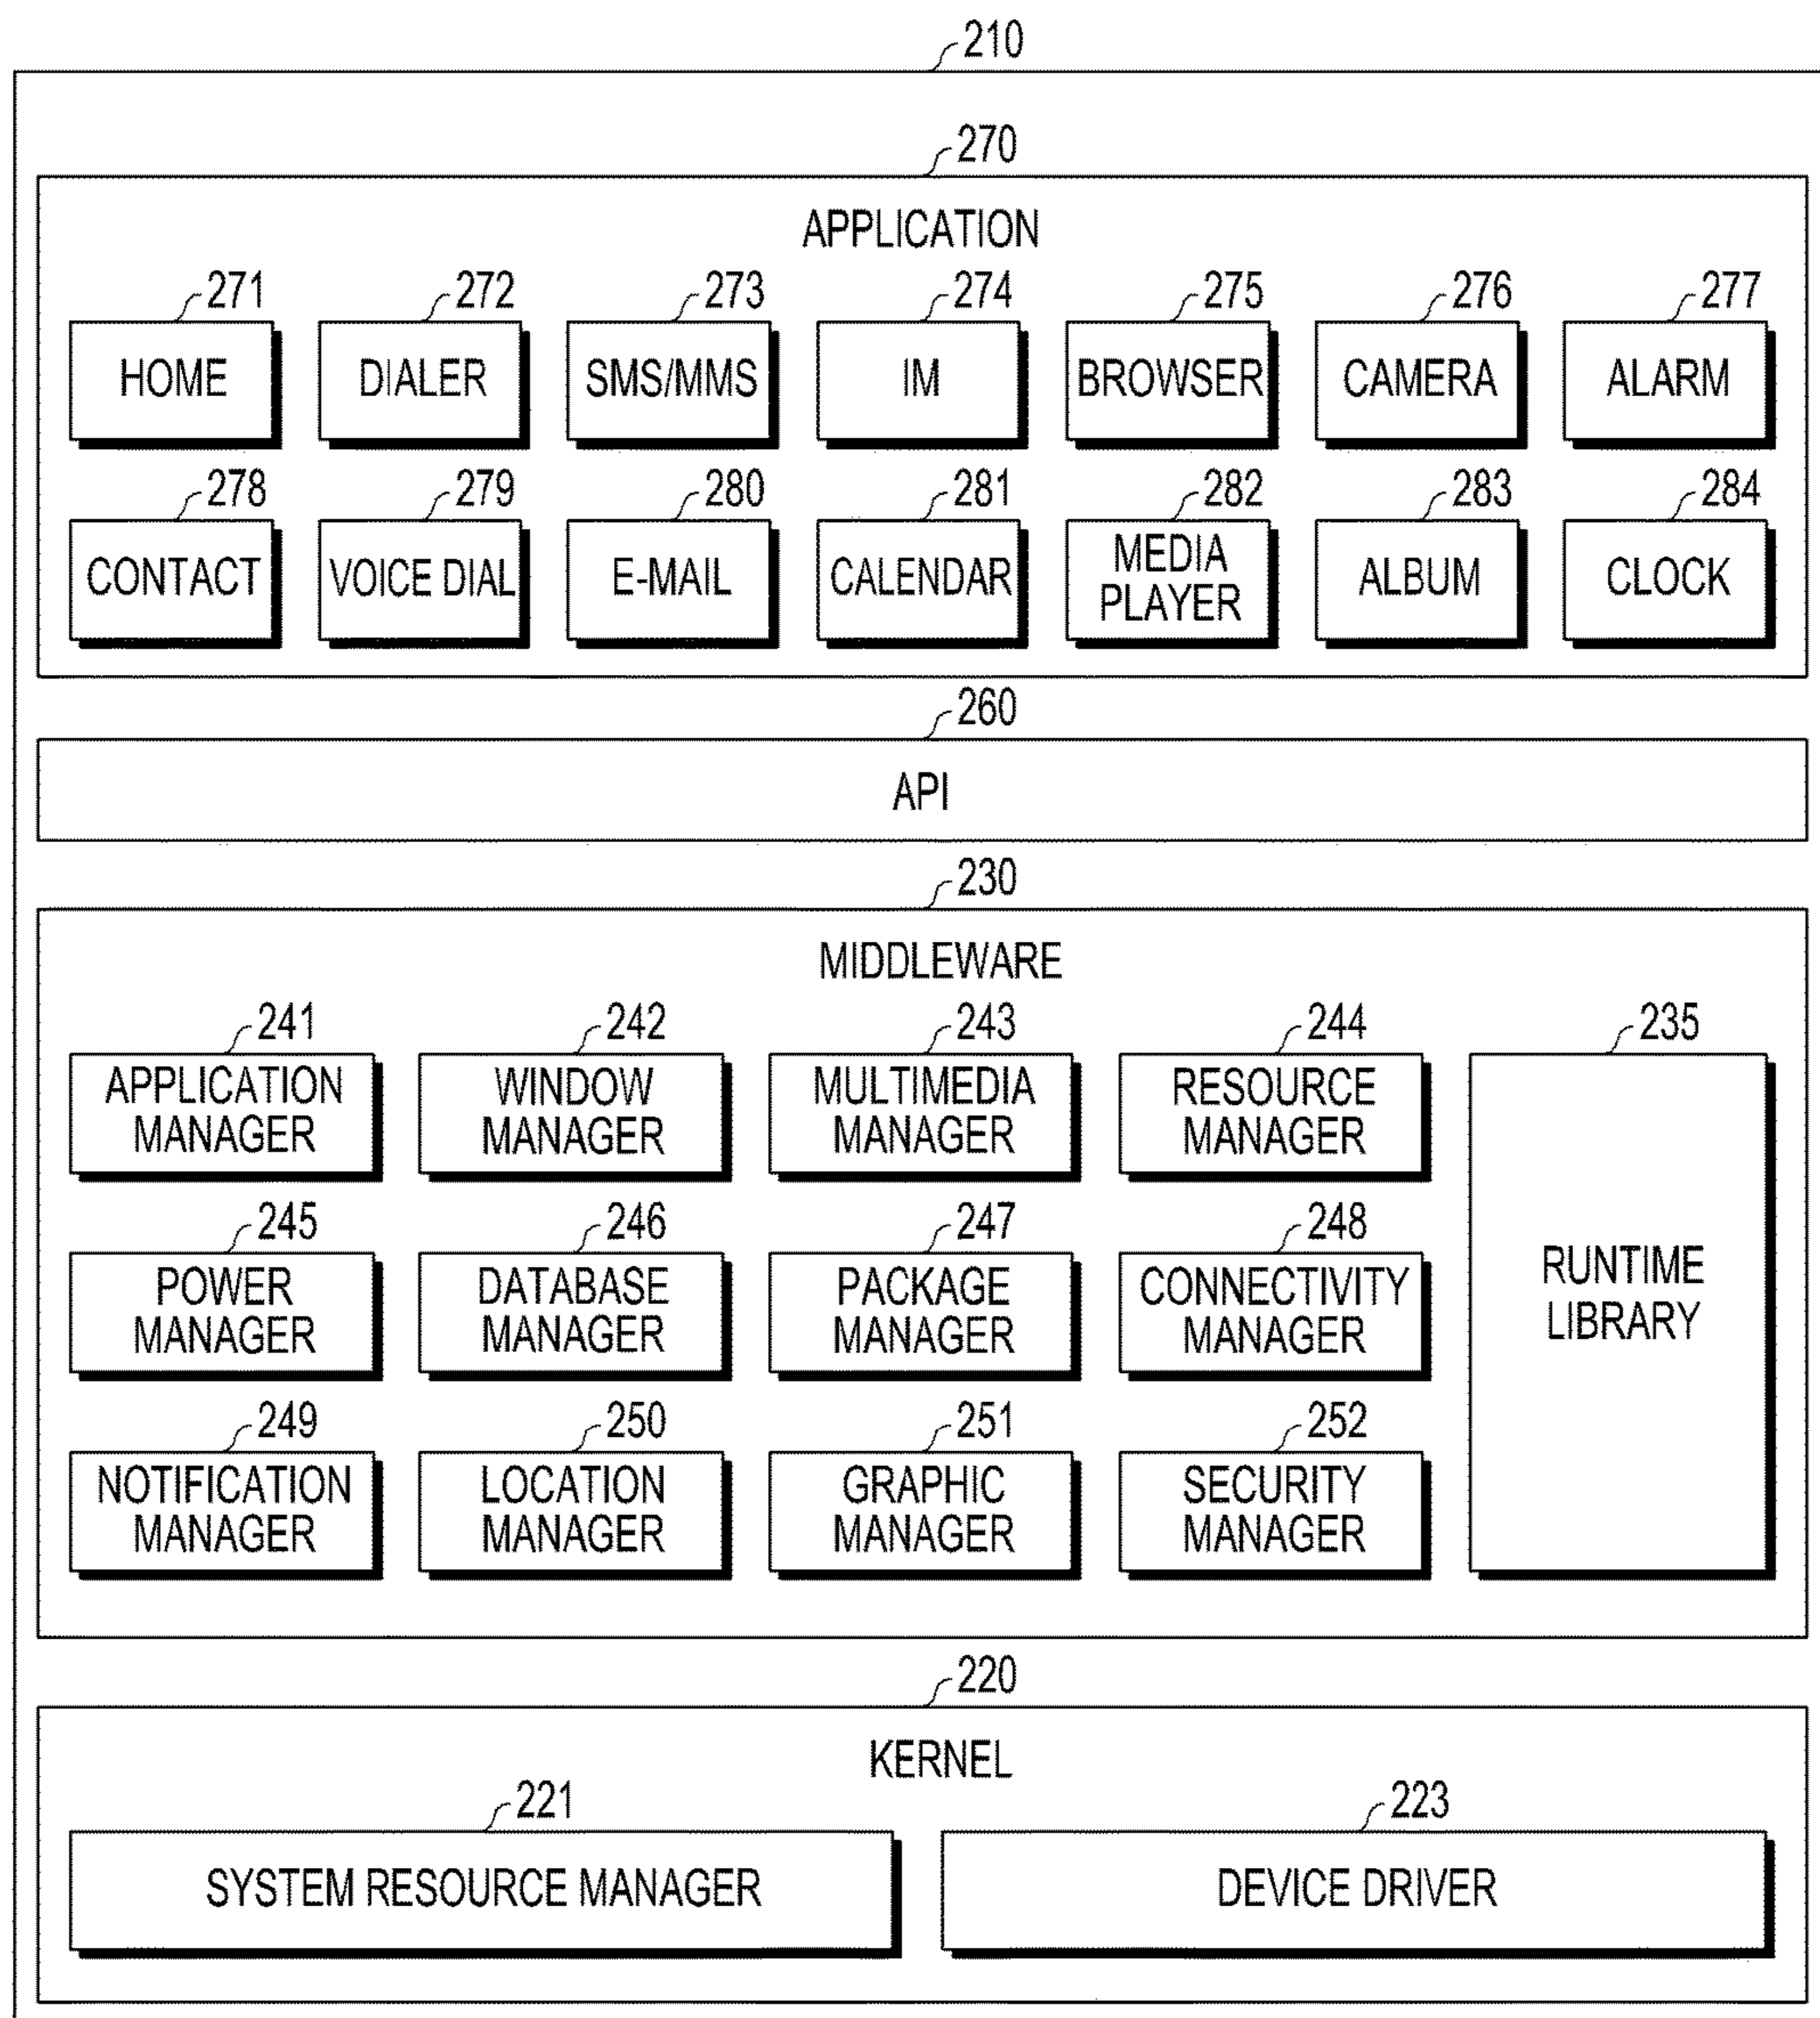 210
270
APPLICATION
271 272 273 274 275 276 277
HOME DIALER SMS/MMS IM BROWSER CAMERA ALARM
278 279 280 281 282 283 284
CONTACT VOICE DIAL E-MAIL CALENDAR MEDIA PLAYER ALBUM CLOCK
260
API
230
MIDDLEWARE
241 242 243 244 235
APPLICATION MANAGER WINDOW MANAGER MULTIMEDIA MANAGER RESOURCE MANAGER
245 246 247 248
POWER MANAGER DATABASE MANAGER PACKAGE MANAGER CONNECTIVITY MANAGER RUNTIME LIBRARY
249 250 251 252
NOTIFICATION MANAGER LOCATION MANAGER GRAPHIC MANAGER SECURITY MANAGER
220
KERNEL
221 223
SYSTEM RESOURCE MANAGER DEVICE DRIVER